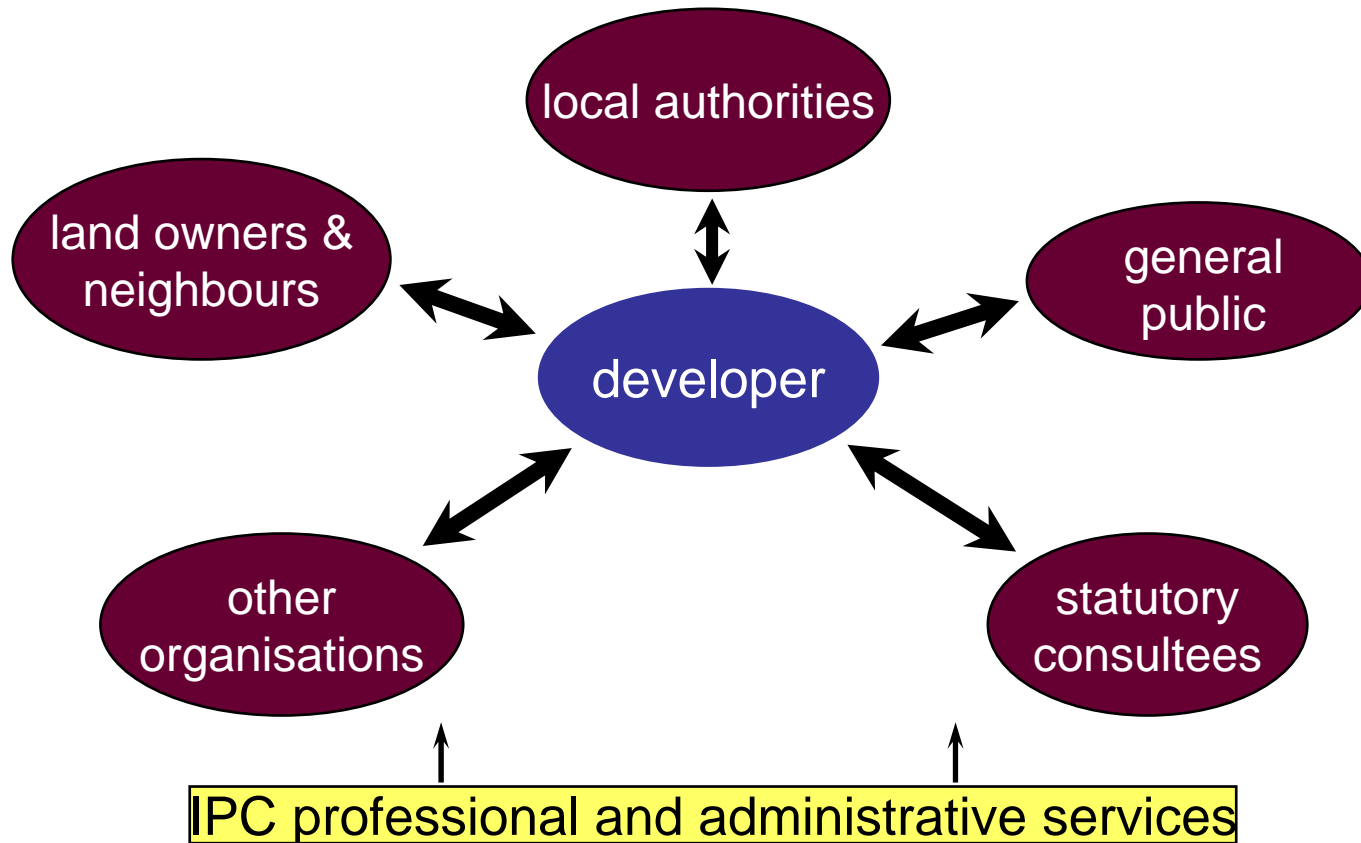 local authorities
land owners &
neighbours
general
public
developer
other
organisations
statutory
consultees
IPC professional and administrative services